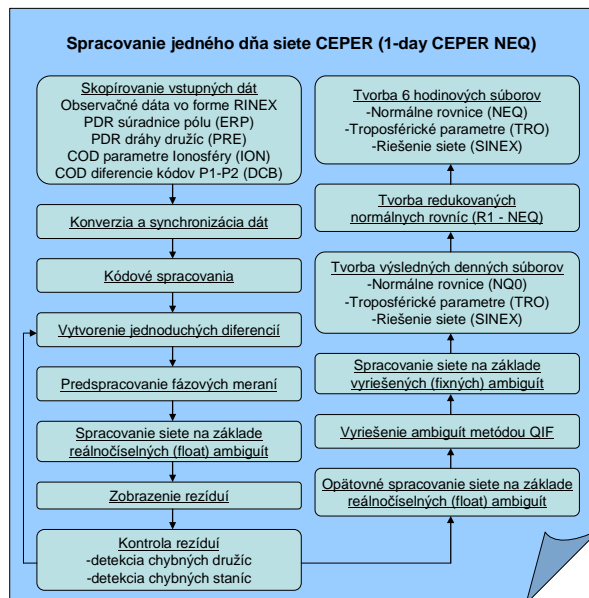 Spracovanie jedného dňa siete CEPER (1-day CEPER NEQ)
Skopírovanie vstupných dát
Observačné dáta vo forme RINEX
PDR súradnice pólu (ERP)
PDR dráhy družíc (PRE)
COD parametre Ionosféry (ION)
COD diferencie kódov P1-P2 (DCB)
Konverzia a synchronizácia dát
Kódové spracovania
Vytvorenie jednoduchých diferencií
Predspracovanie fázových meraní
Spracovanie siete na základe
reálnočíselných (float) ambiguít
Zobrazenie rezíduí
Kontrola rezíduí
-detekcia chybných družíc
-detekcia chybných staníc
Tvorba 6 hodinových súborov
-Normálne rovnice (NEQ)
-Troposférické parametre (TRO)
-Riešenie siete (SINEX)
Tvorba redukovaných
normálnych rovníc (R1 - NEQ)
Tvorba výsledných denných súborov
-Normálne rovnice (NQ0)
-Troposférické parametre (TRO)
-Riešenie siete (SINEX)
Spracovanie siete na základe
vyriešených (fixných) ambiguít
Vyriešenie ambiguít metódou QIF
Opätovné spracovanie siete na základe
reálnočíselných (float) ambiguít